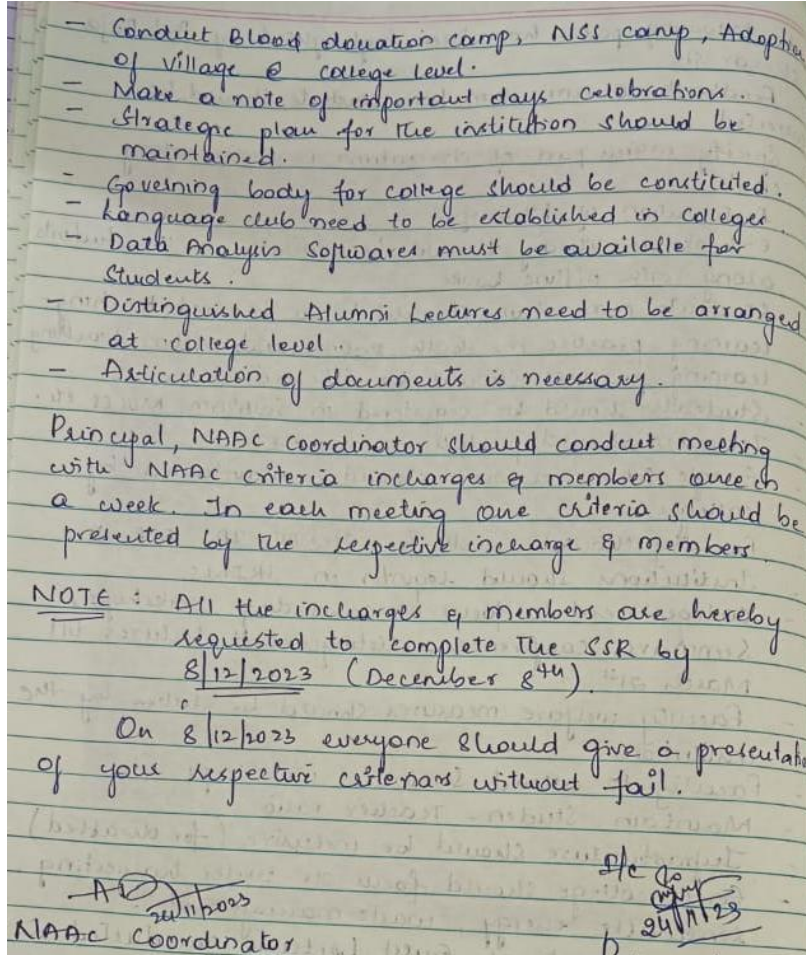 - Conduct Blood donation camp, NSS camp, Adoption
of village @ college level.
- Make a note of important days celebrations.
- Strategic plan for the institution should be
maintained.
- Governing body for college should be constituted.
- Language club need to be established in colleges.
- Data Analysis Softwares must be available for
Students.
- Distinguished Alumni Lectures need to be arranged
at college level.
- Articulation of documents is necessary.
Principal, NAAC coordinator should conduct meeting
with NAAC criteria incharges & members once in
a week. In each meeting one criteria should be
presented by the respective incharge & members.
NOTE : All the incharges & members are hereby
requested to complete the SSR by
8/12/2023 (December 8th).
On 8/12/2023 everyone should give a presentati
of your respective criterians without fail.
I/c
24/11/2023
24/11/23
NAAC Coordinator